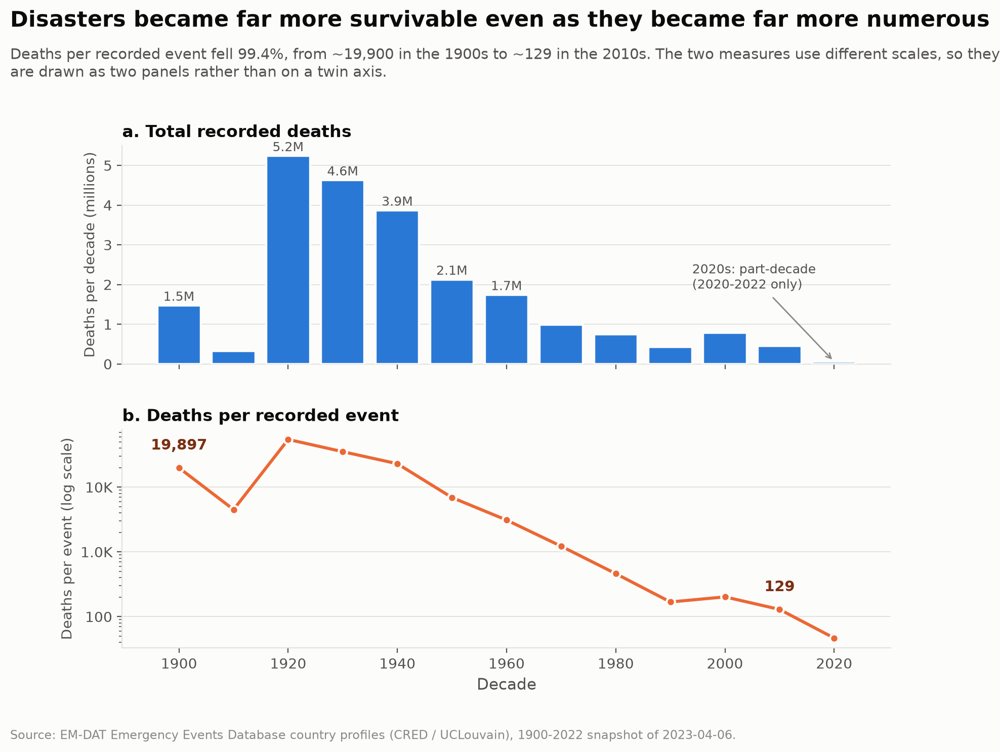 Disasters became far more survivable even as they became far more numerous
Deaths per recorded event fell 99.4%, from ~19,900 in the 1900s to ~129 in the 2010s. The two measures use different scales, so they
are drawn as two panels rather than on a twin axis.
a. Total recorded deaths
Deaths per decade (millions)
5
4
3
2
1
0
1.5M
5.2M
4.6M
3.9M
2.1M
1.7M
2020s: part-decade
(2020-2022 only)
b. Deaths per recorded event
Deaths per event (log scale)
10K
1.0K
100
19,897
129
1900
1920
1940
1960
1980
2000
2020
Decade
Source: EM-DAT Emergency Events Database country profiles (CRED / UCLouvain), 1900-2022 snapshot of 2023-04-06.